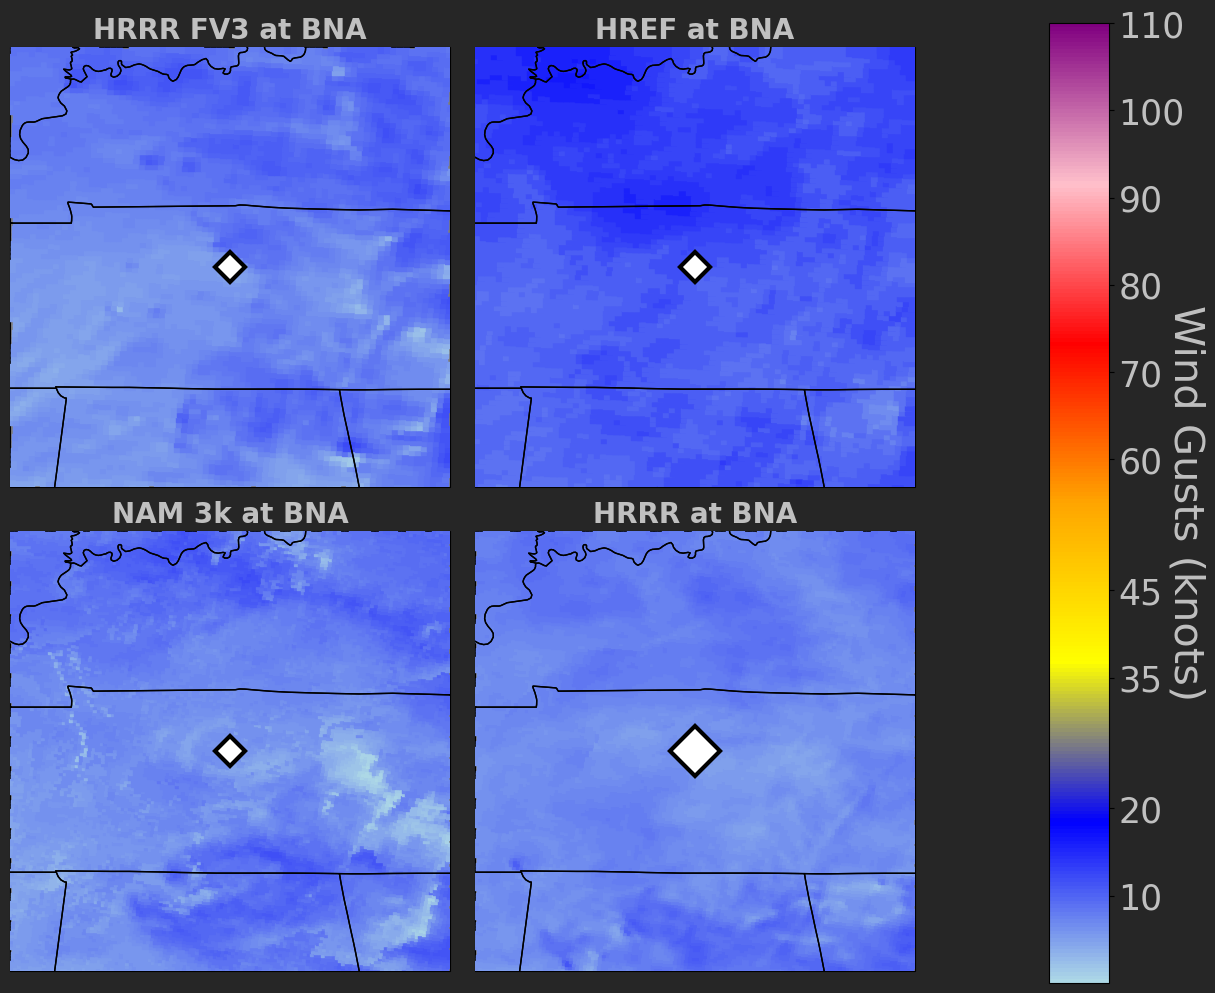 HRRR FV3 at BNA
HREF at BNA
NAM 3k at BNA
HRRR at BNA
110
100
90
80
70
60
45
35
20
10
Wind Gusts (knots)